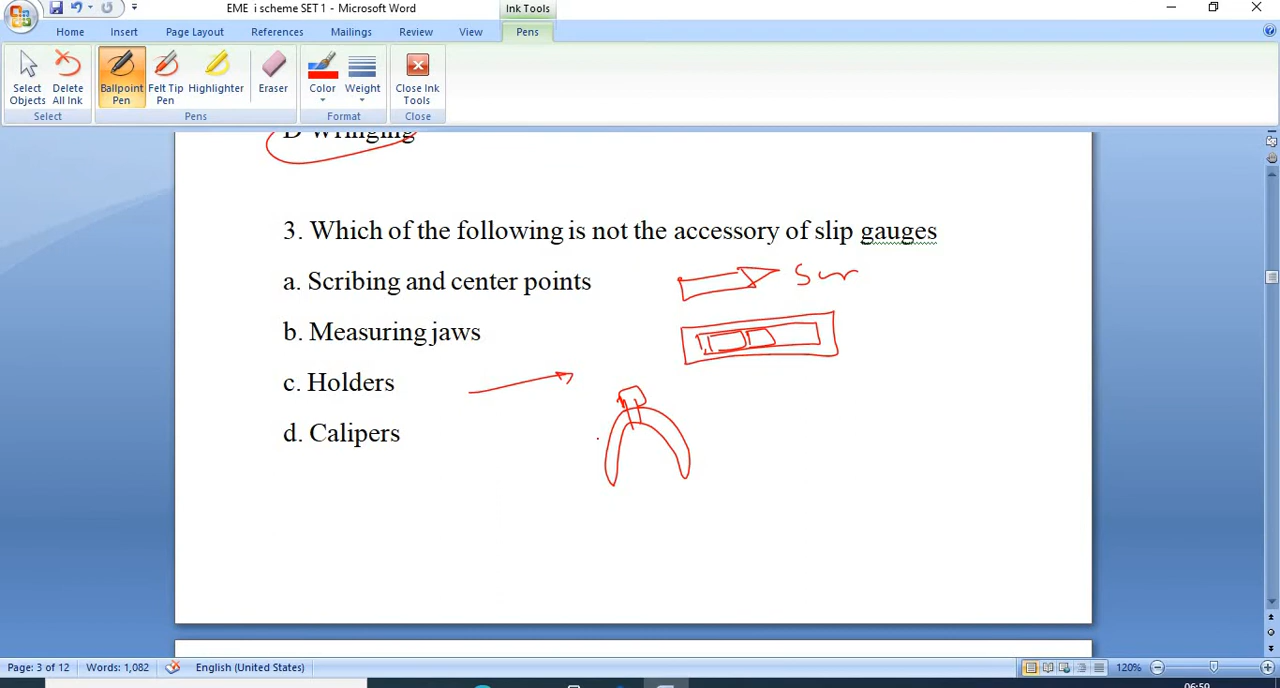 EME i scheme SET 1 - Microsoft Word
Ink Tools
Home Insert Page Layout References Mailings Review View Pens
Select Objects
Delete All Ink
Ballpoint Pen
Felt Tip Pen
Highlighter
Eraser
Color
Weight
Close Ink Tools
Select Pens Format Close
D Wringing
3. Which of the following is not the accessory of slip gauges
a. Scribing and center points
b. Measuring jaws
c. Holders
d. Calipers
Page: 3 of 12 Words: 1,082 English (United States) 120%
06:59